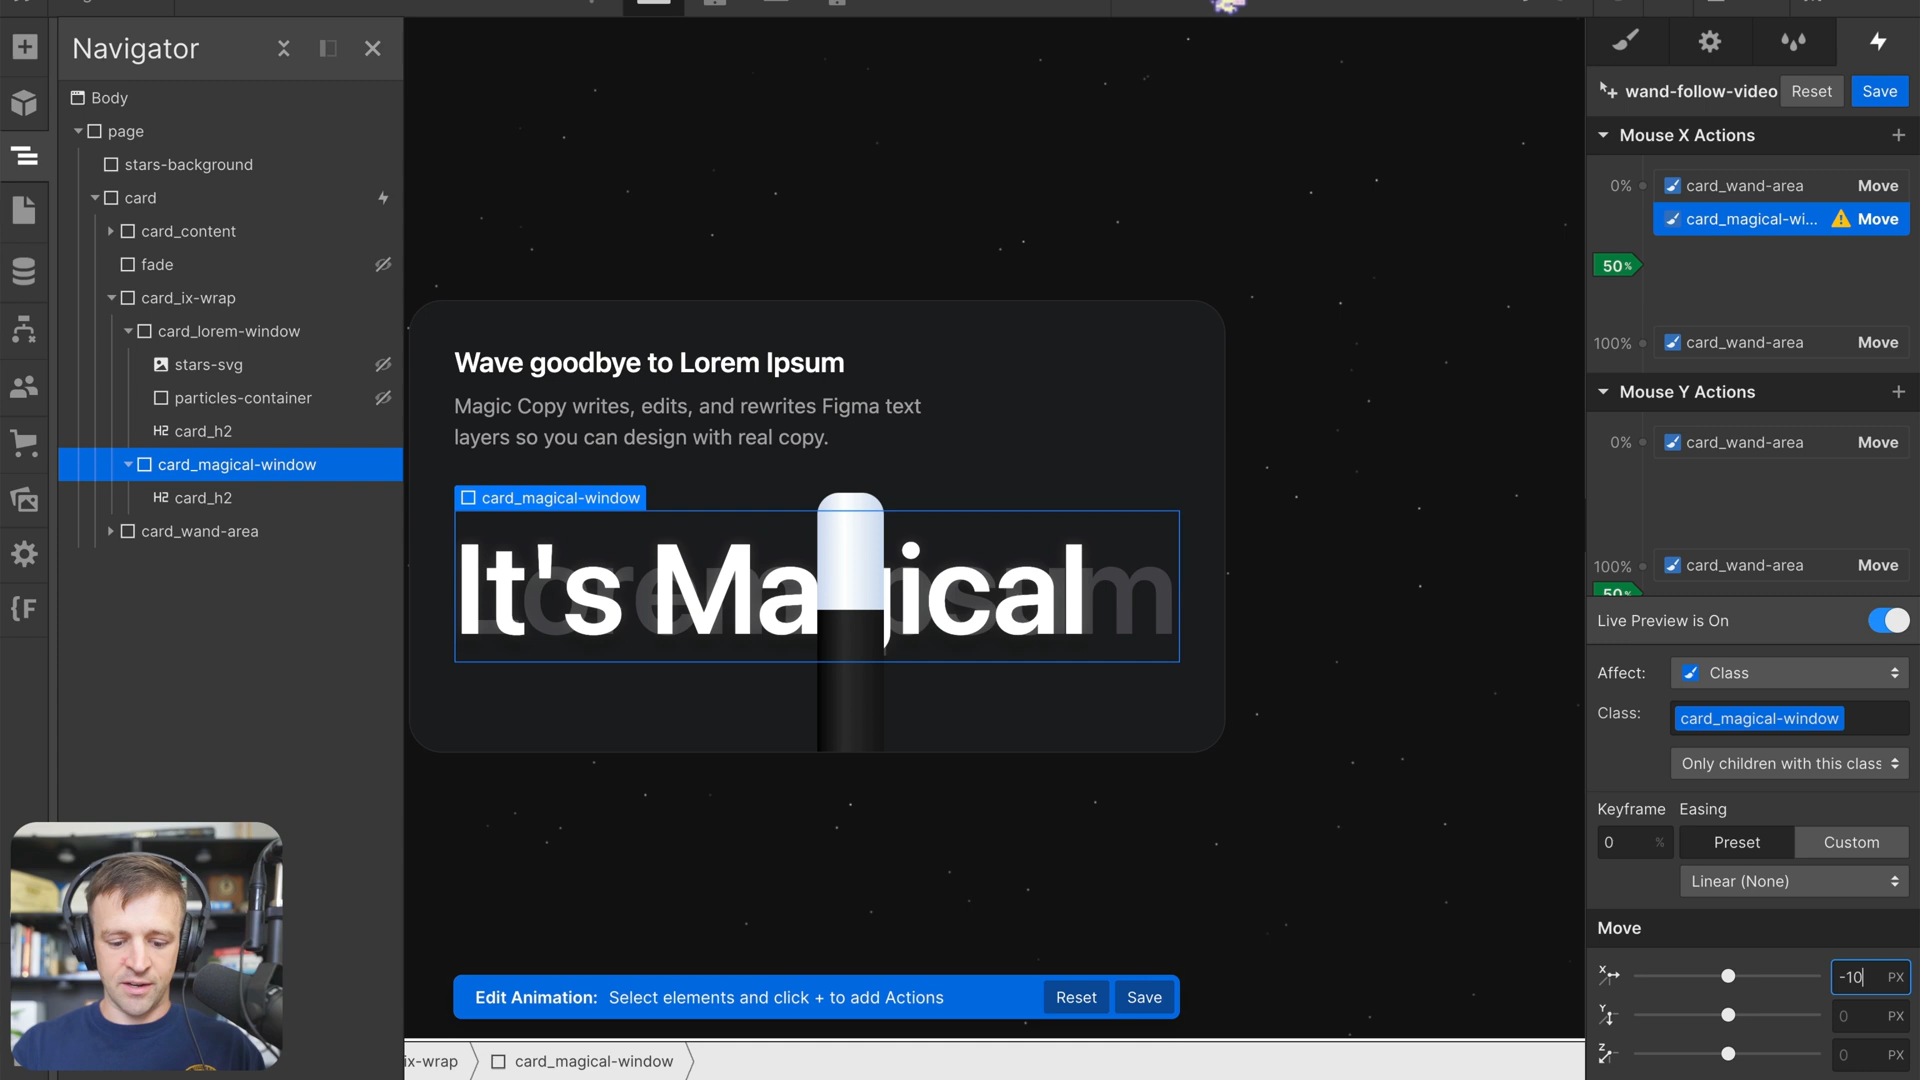 Navigator
Body
page
stars-background
card
card_content
fade
card_ix-wrap
card_lorem-window
stars-svg
particles-container
H2 card_h2
card_magical-window
H2 card_h2
card_wand-area
{F
Wave goodbye to Lorem Ipsum
Magic Copy writes, edits, and rewrites Figma text
layers so you can design with real copy.
card_magical-window
It's Magical
Edit Animation: Select elements and click + to add Actions
Reset
Save
ix-wrap
card_magical-window
wand-follow-video
Reset
Save
Mouse X Actions
0% card_wand-area Move
card_magical-wi... Move
50%
100% card_wand-area Move
Mouse Y Actions
0% card_wand-area Move
100% card_wand-area Move
50%
Live Preview is On
Affect: Class
Class: card_magical-window
Only children with this class
Keyframe Easing
0 % Preset Custom
Linear (None)
Move
X -10 PX
Y 0 PX
Z 0 PX